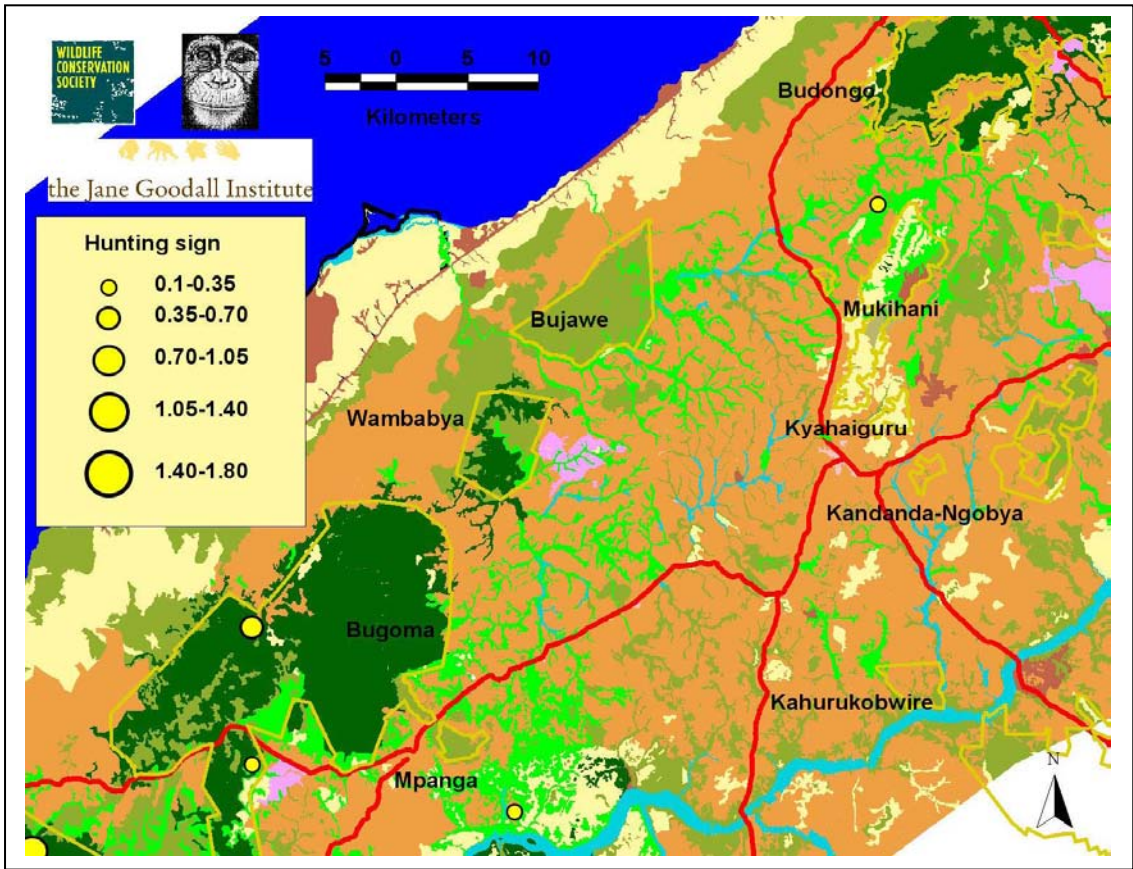 WILDLIFE
CONSERVATION
SOCIETY
the Jane Goodall Institute
5 0 5 10
Kilometers
Hunting sign
0.1-0.35
0.35-0.70
0.70-1.05
1.05-1.40
1.40-1.80
Budongo
Mukihani
Bujawe
Wambabya
Kyahaiguru
Kandanda-Ngobya
Bugoma
Kahurukobwire
Mpanga
N